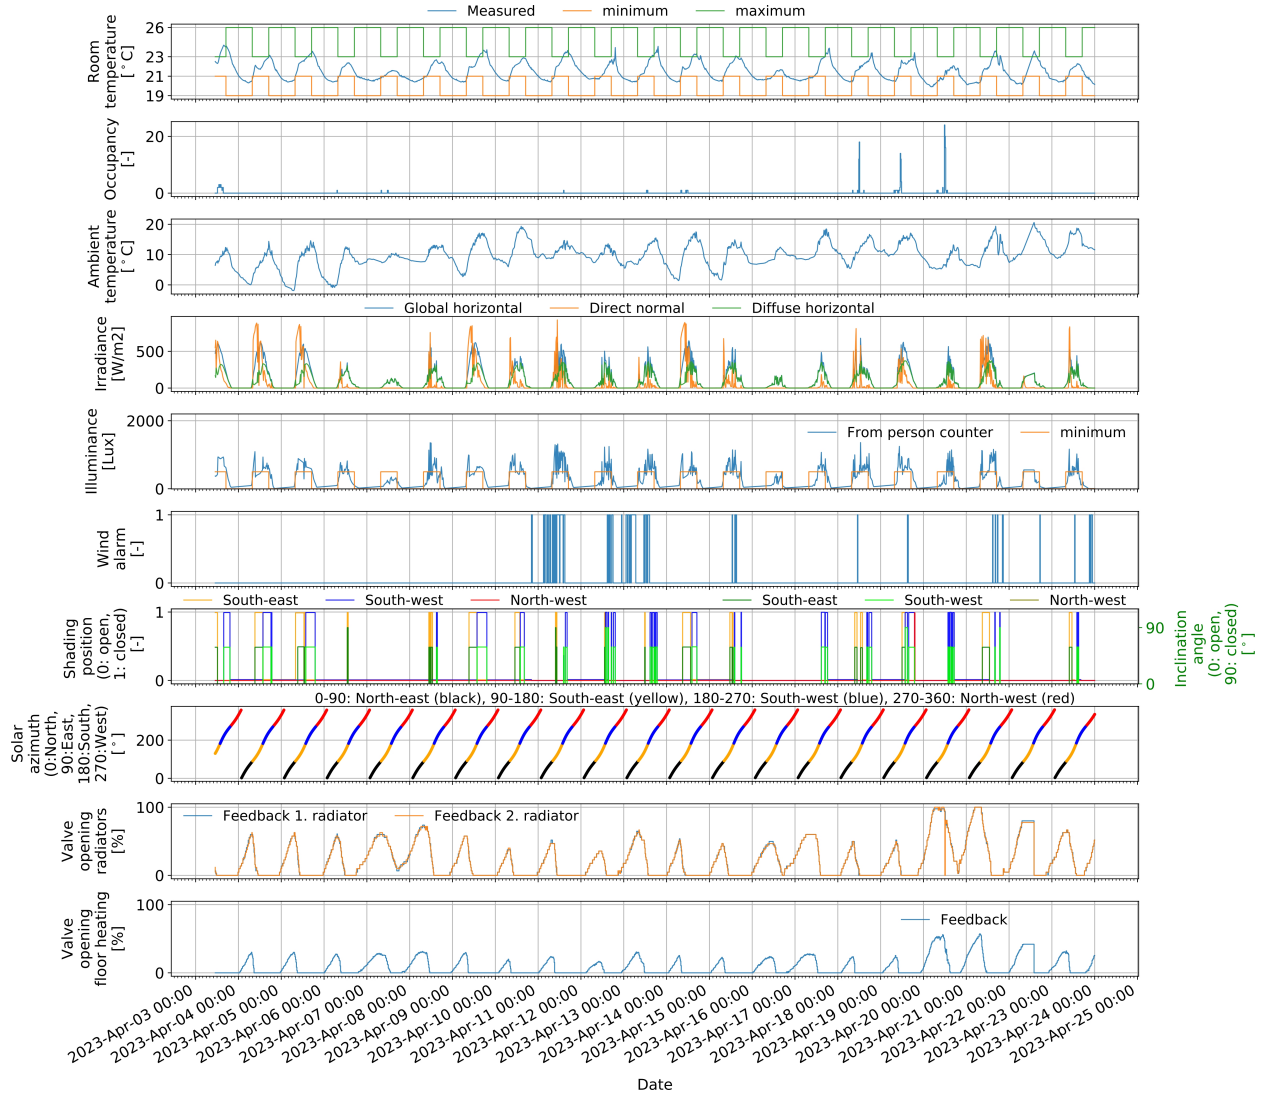 Measured minimum maximum
Room
temperature
[°C]
26
23
21
19
Occupancy
[-]
20
0
Ambient
temperature
[°C]
20
10
0
Global horizontal Direct normal Diffuse horizontal
Irradiance
[W/m2]
500
0
Illuminance
[Lux]
2000
0
From person counter minimum
Wind
alarm
[-]
1
0
South-east South-west North-west South-east South-west North-west
Shading
position
(0: open,
1: closed)
[-]
1
0
90
0
Inclination
angle
(0: open,
90: closed)
[°]
0-90: North-east (black), 90-180: South-east (yellow), 180-270: South-west (blue), 270-360: North-west (red)
Solar
azimuth
(0:North,
90:East,
180:South,
270:West)
[°]
200
0
Valve
opening
radiators
[%]
100
0
Feedback 1. radiator Feedback 2. radiator
Valve
opening
floor heating
[%]
100
0
Feedback
2023-Apr-03 00:00
2023-Apr-04 00:00
2023-Apr-05 00:00
2023-Apr-06 00:00
2023-Apr-07 00:00
2023-Apr-08 00:00
2023-Apr-09 00:00
2023-Apr-10 00:00
2023-Apr-11 00:00
2023-Apr-12 00:00
2023-Apr-13 00:00
2023-Apr-14 00:00
2023-Apr-15 00:00
2023-Apr-16 00:00
2023-Apr-17 00:00
2023-Apr-18 00:00
2023-Apr-19 00:00
2023-Apr-20 00:00
2023-Apr-21 00:00
2023-Apr-22 00:00
2023-Apr-23 00:00
2023-Apr-24 00:00
2023-Apr-25 00:00
Date